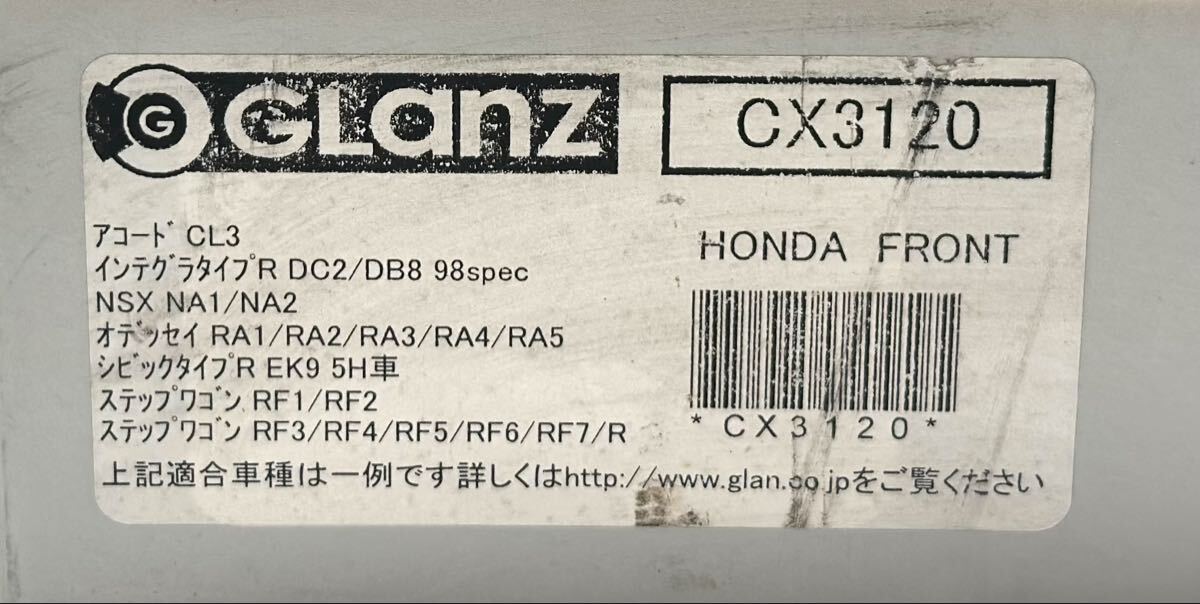 G GLanz
CX3120
アコード CL3
インテグラタイプR DC2/DB8 98spec
NSX NA1/NA2
オデッセイ RA1/RA2/RA3/RA4/RA5
シビックタイプR EK9 5H車
ステップワゴン RF1/RF2
ステップワゴン RF3/RF4/RF5/RF6/RF7/R
HONDA FRONT
*CX3120*
上記適合車種は一例です詳しくはhttp://www.glan.co.jpをご覧ください